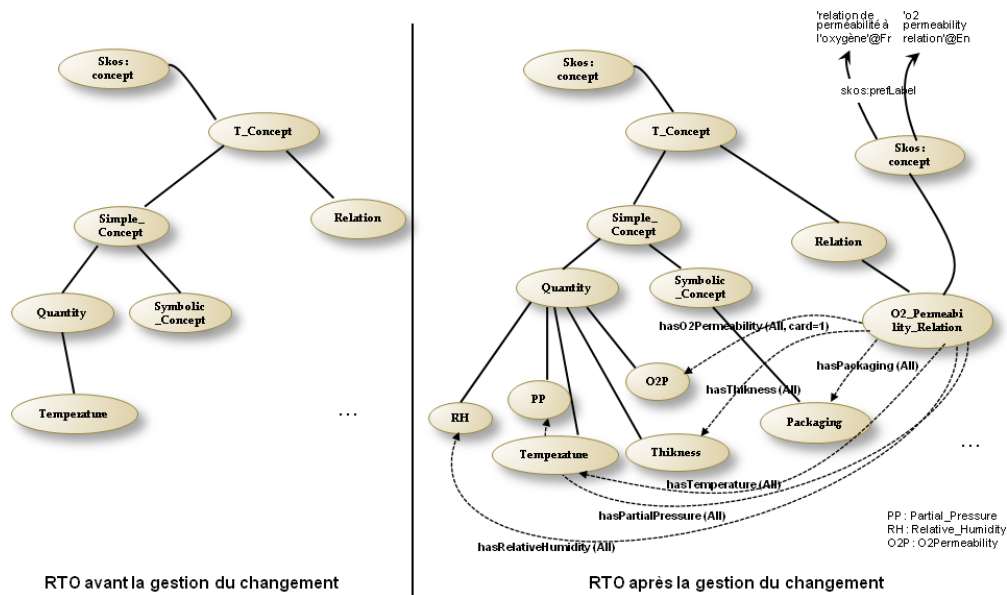 Skos:
concept
T_Concept
Simple_
Concept
Relation
Quantity
Symbolic
_Concept
Temperature
...
RTO avant la gestion du changement
'relation de
perméabilité à
l'oxygène'@Fr
'o2
permeability
relation'@En
skos:prefLabel
Skos:
concept
Skos:
concept
T_Concept
Simple_
Concept
Relation
Quantity
Symbolic
_Concept
O2_Permeabi
lity_Relation
hasO2Permeability (All, card=1)
hasPackaging (All)
hasThikness (All)
O2P
PP
RH
Packaging
Temperature
Thikness
...
hasTemperature (All)
hasPartialPressure (All)
hasRelativeHumidity (All)
PP : Partial_Pressure
RH : Relative_Humidity
O2P : O2Permeability
RTO après la gestion du changement